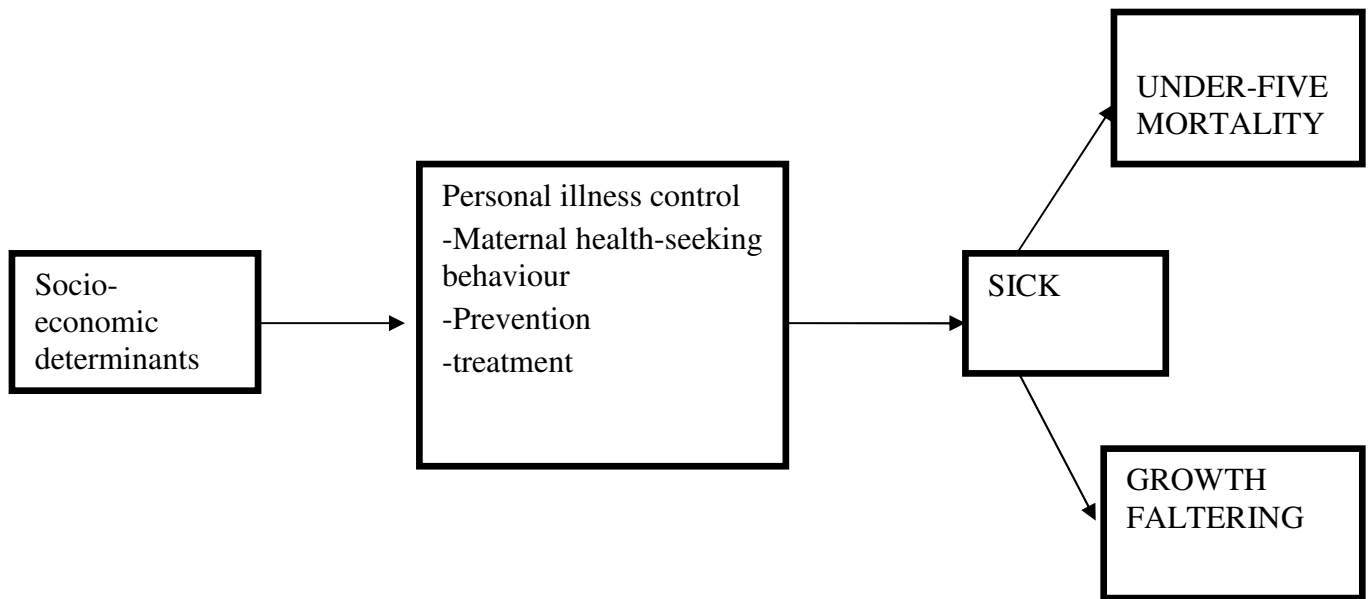 Socio-
economic
determinants
Personal illness control
-Maternal health-seeking
behaviour
-Prevention
-treatment
SICK
UNDER-FIVE
MORTALITY
GROWTH
FALTERING